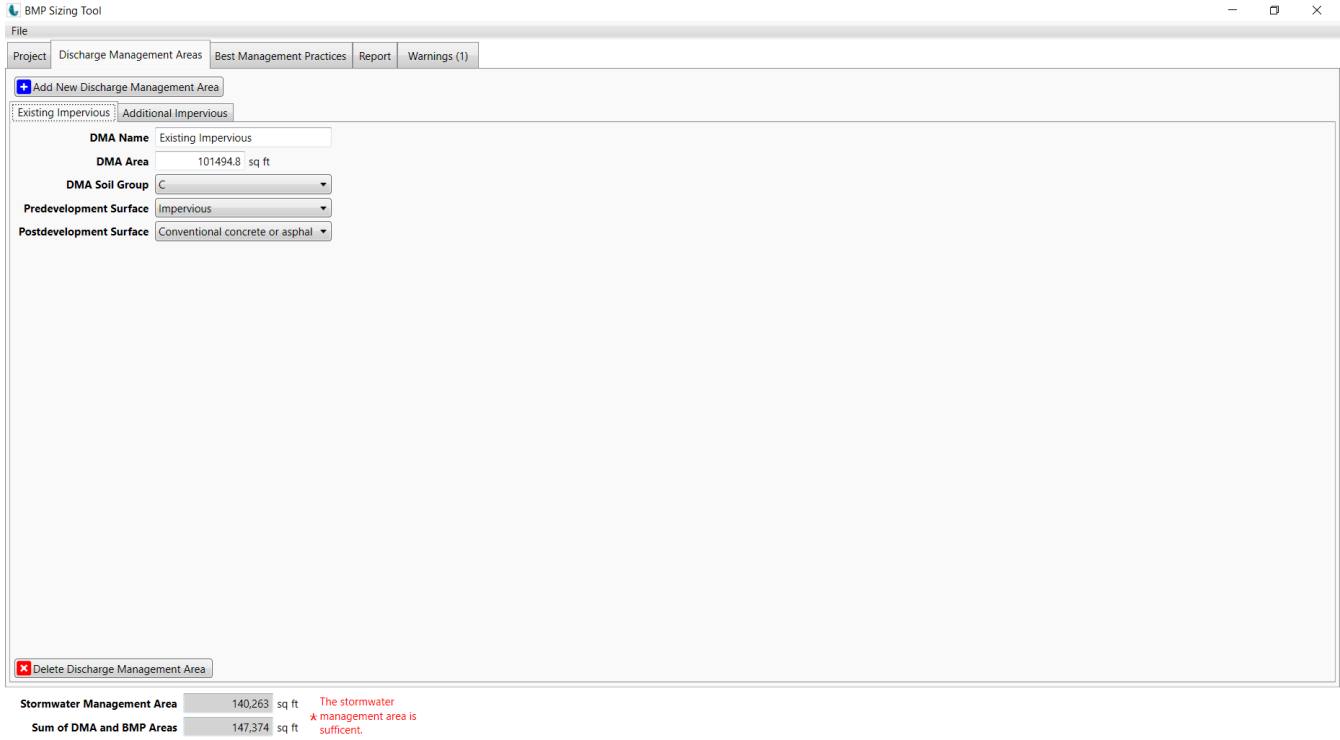 BMP Sizing Tool
File
Project Discharge Management Areas Best Management Practices Report Warnings (1)
Add New Discharge Management Area
Existing Impervious Additional Impervious
DMA Name Existing Impervious
DMA Area 101494.8 sq ft
DMA Soil Group C
Predevelopment Surface Impervious
Postdevelopment Surface Conventional concrete or asphal
Delete Discharge Management Area
Stormwater Management Area 140,263 sq ft
Sum of DMA and BMP Areas 147,374 sq ft
The stormwater
* management area is
sufficent.